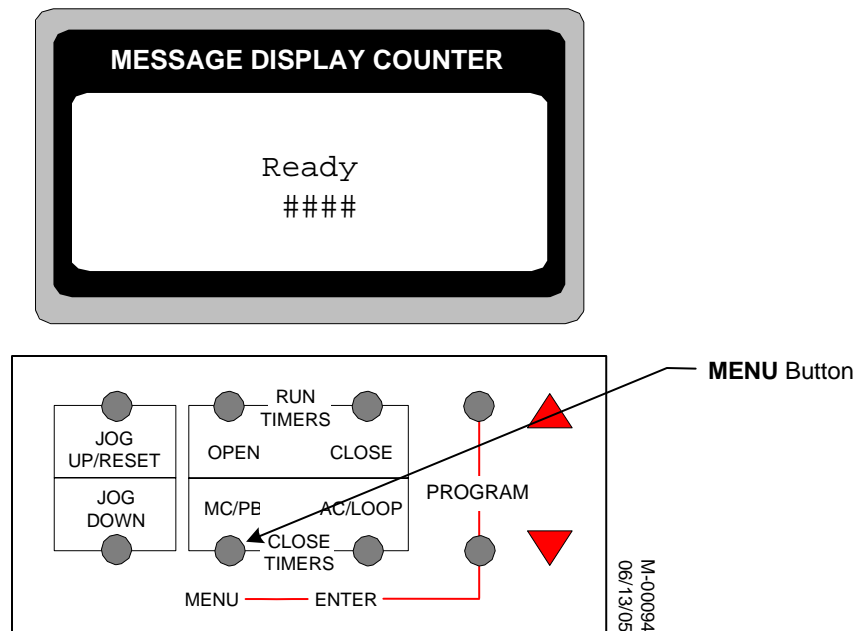 MESSAGE DISPLAY COUNTER
Ready
####
MENU Button
RUN
TIMERS
JOG
UP/RESET
OPEN
CLOSE
JOG
DOWN
MC/PB
AC/LOOP
PROGRAM
CLOSE
TIMERS
MENU
ENTER
M-00094
06/13/05